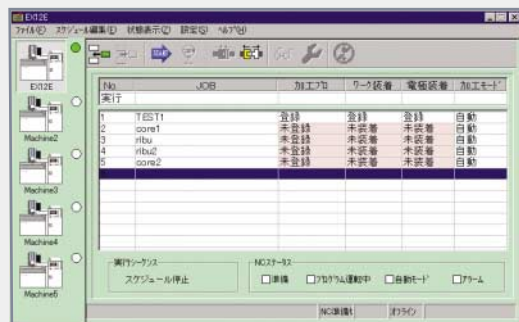 EX12E
ファイル(F) スケジュール編集(E) 状態表示(Z) 設定(S) ヘルプ(H)
EX12E
Machine2
Machine3
Machine4
Machine5
No. JOB 加工プロ ワーク装着 電極装着 加工モード
実行
1 TEST1 登録 登録 登録 自動
2 core1 未登録 未装着 未装着 自動
3 ribu 未登録 未装着 未装着 自動
4 ribu2 未登録 未装着 未装着 自動
5 core2 未登録 未装着 未装着 自動
実行シーケンス
スケジュール停止
NCステータス
準備 プログラム運転中 自動モード アラーム
オフライン